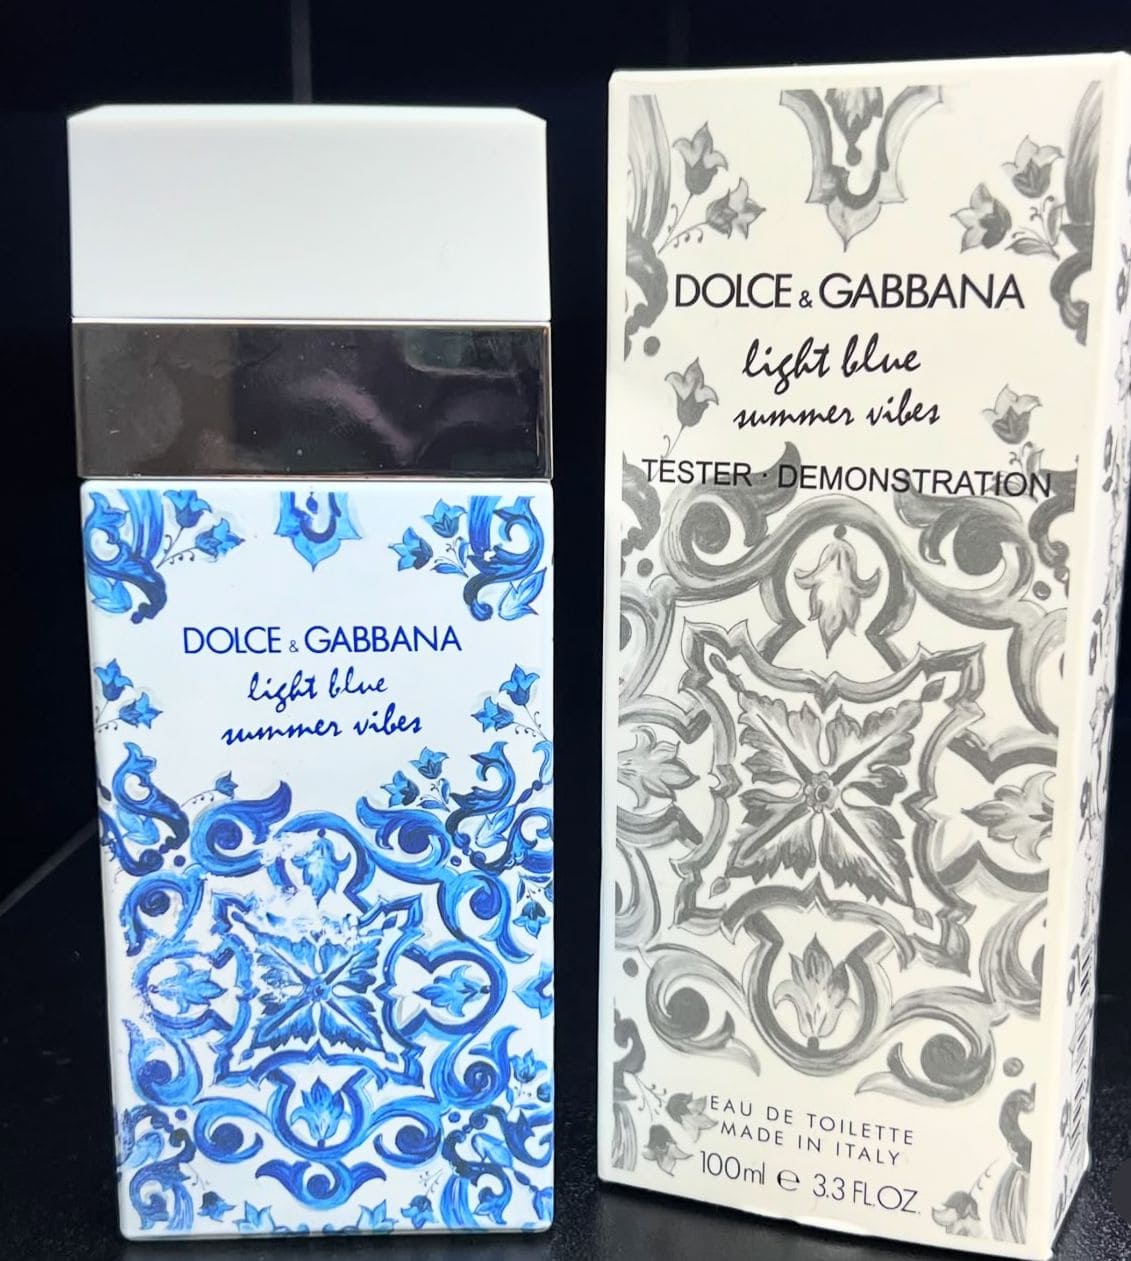 DOLCE & GABBANA
light blue
summer vibes
DOLCE & GABBANA
light blue
summer vibes
TESTER · DEMONSTRATION
EAU DE TOILETTE
MADE IN ITALY
100ml e 3.3 FL.OZ.